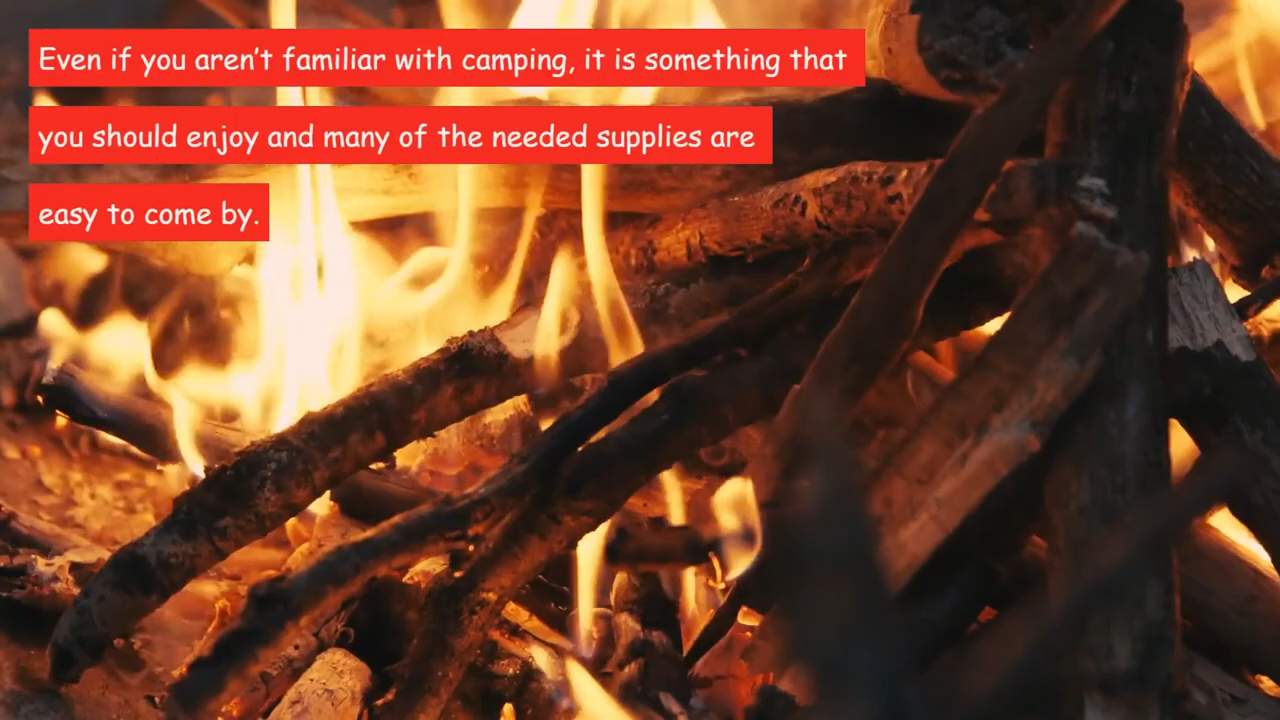 Even if you aren’t familiar with camping, it is something that
you should enjoy and many of the needed supplies are
easy to come by.